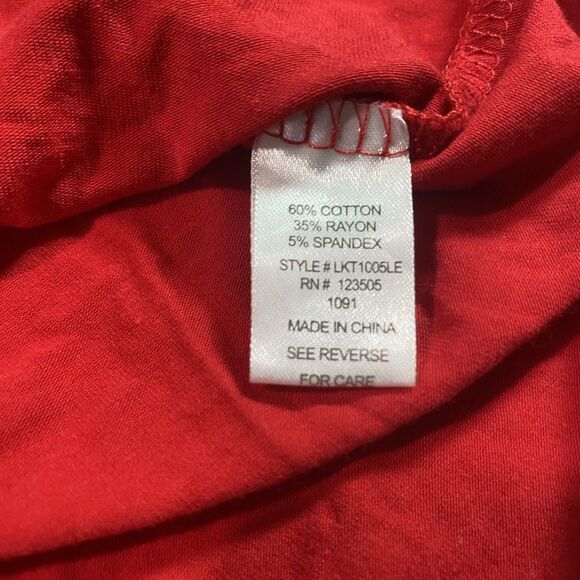 60% COTTON
35% RAYON
5% SPANDEX
STYLE # LKT1005LE
RN # 123505
1091
MADE IN CHINA
SEE REVERSE
FOR CARE